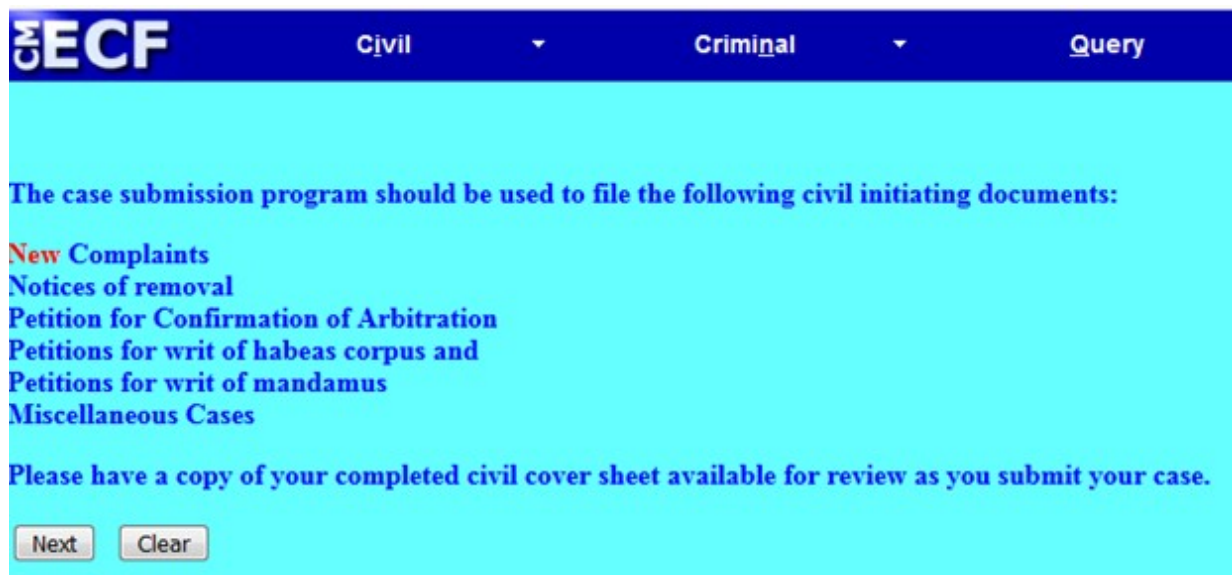 CM ECF Civil Criminal Query
The case submission program should be used to file the following civil initiating documents:
New Complaints
Notices of removal
Petition for Confirmation of Arbitration
Petitions for writ of habeas corpus and
Petitions for writ of mandamus
Miscellaneous Cases
Please have a copy of your completed civil cover sheet available for review as you submit your case.
Next Clear